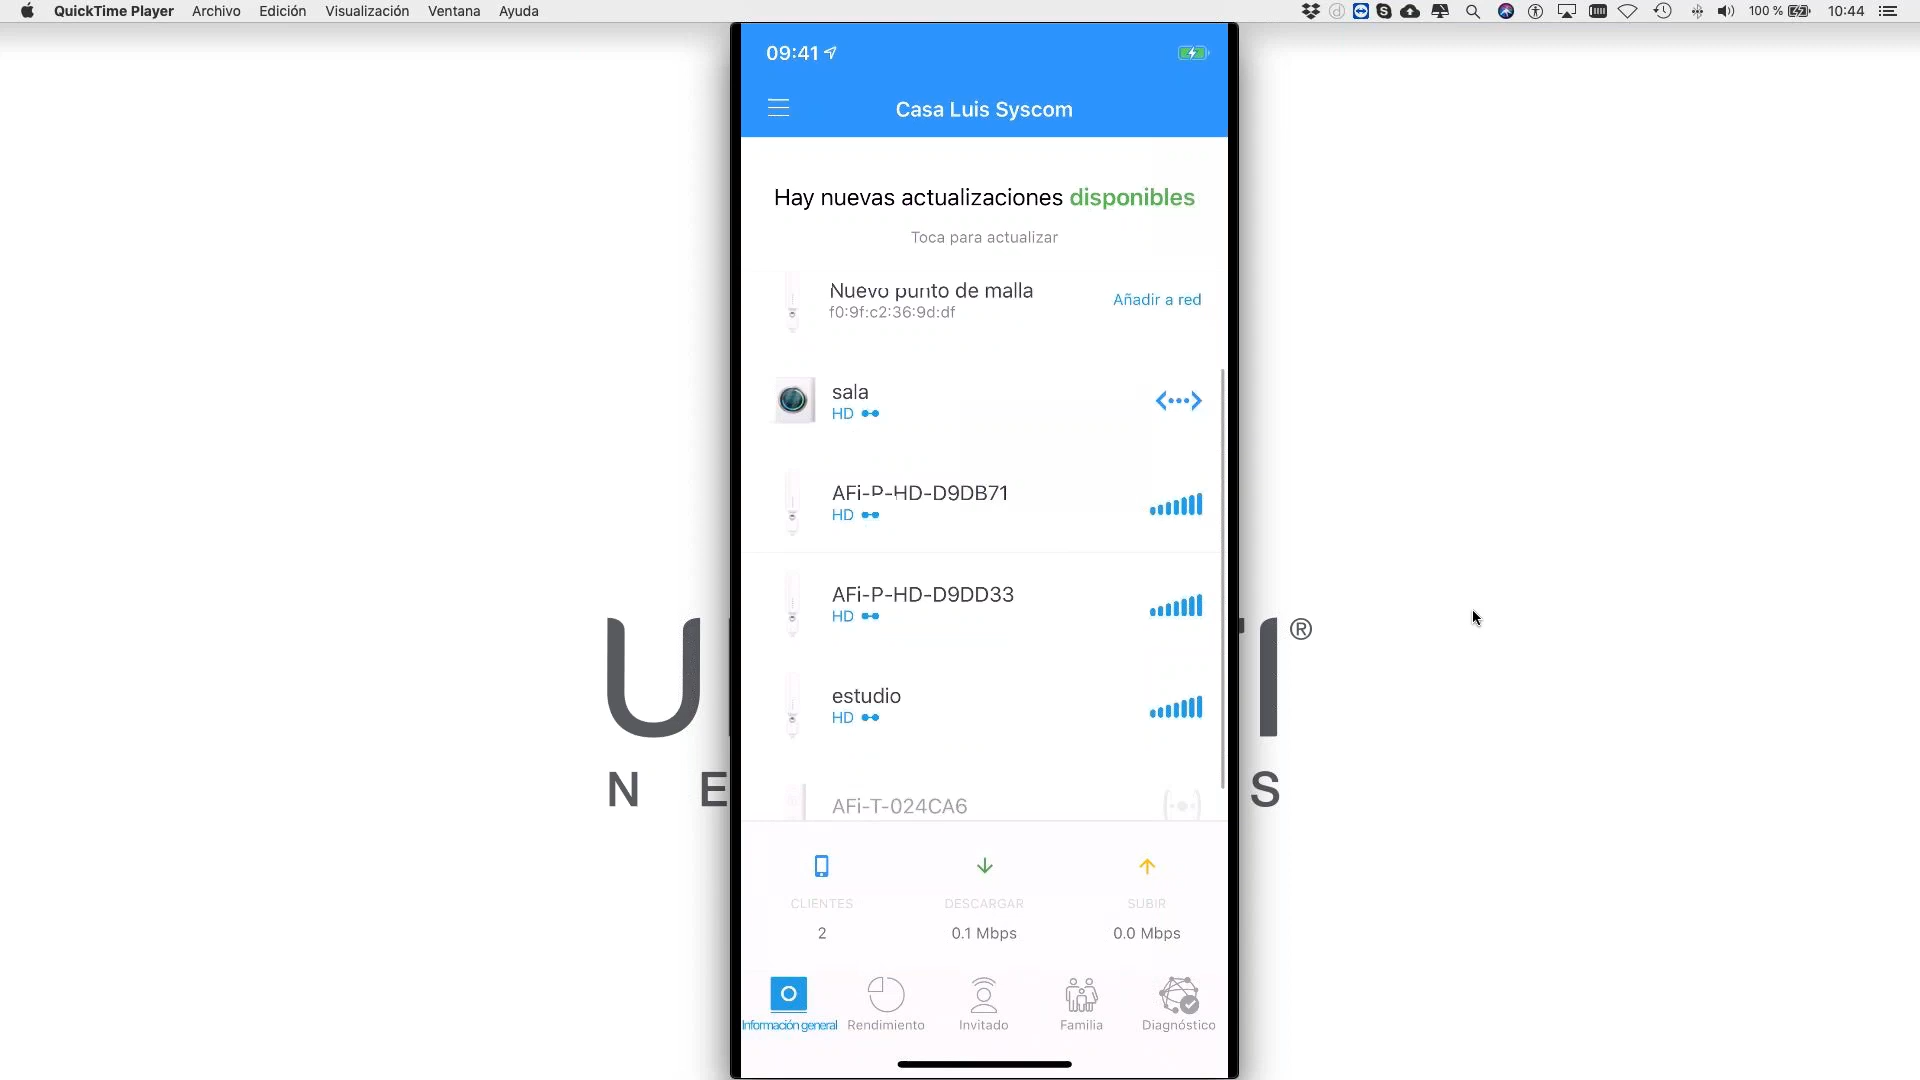 QuickTime Player Archivo Edición Visualización Ventana Ayuda 100 % 10:44
09:41
Casa Luis Syscom
Hay nuevas actualizaciones disponibles
Toca para actualizar
Nuevo punto de malla
f0:9f:c2:36:9d:df
Añadir a red
sala
HD
AFi-P-HD-D9DB71
HD
AFi-P-HD-D9DD33
HD
estudio
HD
AFi-T-024CA6
CLIENTES DESCARGAR SUBIR
2 0.1 Mbps 0.0 Mbps
Información general Rendimiento Invitado Familia Diagnóstico
U I ®
N E S